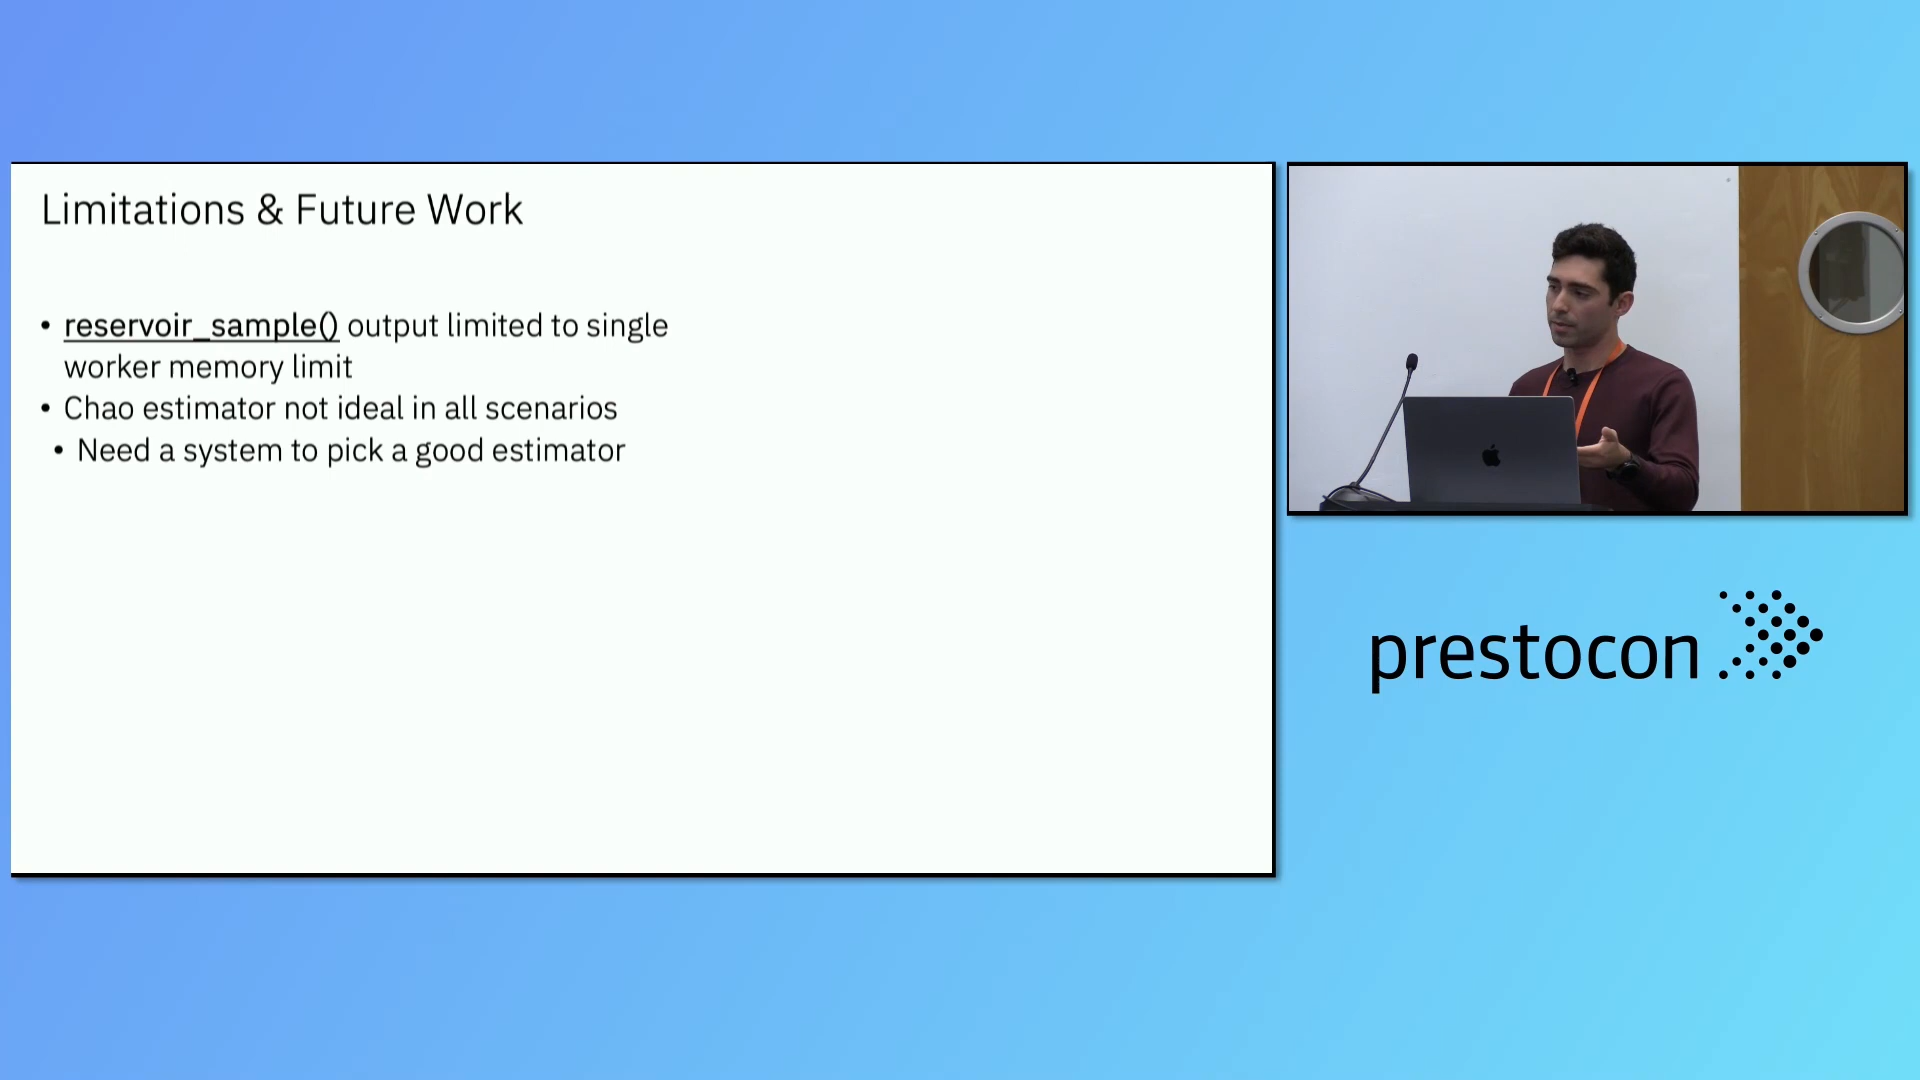 Limitations & Future Work
• reservoir_sample() output limited to single
worker memory limit
• Chao estimator not ideal in all scenarios
• Need a system to pick a good estimator
prestocon